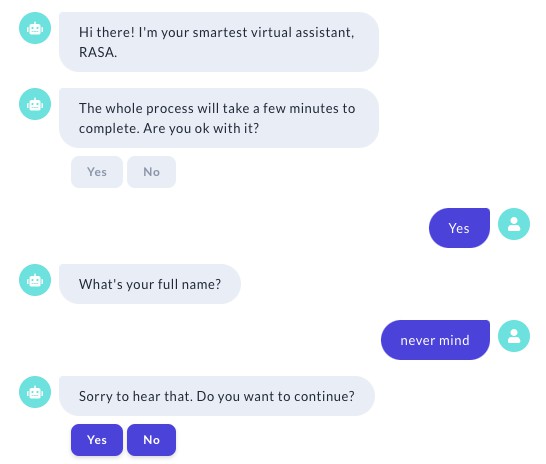 Hi there! I'm your smartest virtual assistant,
RASA.
The whole process will take a few minutes to
complete. Are you ok with it?
Yes No
Yes
What's your full name?
never mind
Sorry to hear that. Do you want to continue?
Yes No